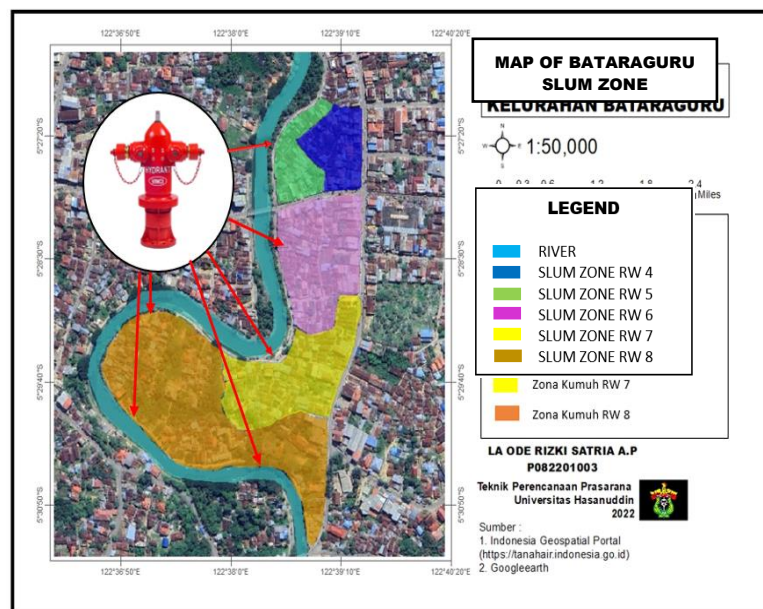 122°36'50"E
122°38'0"E
122°39'10"E
122°40'20"E
5°27'20"S
5°28'30"S
5°29'40"S
5°30'50"S
HYDRANT
MAP OF BATARAGURU
SLUM ZONE
KELURAHAN BATARAGURU
N
W E
S
1:50,000
0 0.3 0.6 1.2 1.8 2.4
Miles
LEGEND
RIVER
SLUM ZONE RW 4
SLUM ZONE RW 5
SLUM ZONE RW 6
SLUM ZONE RW 7
SLUM ZONE RW 8
Zona Kumuh RW 7
Zona Kumuh RW 8
LA ODE RIZKI SATRIA A.P
P082201003
Teknik Perencanaan Prasarana
Universitas Hasanuddin
2022
Sumber :
1. Indonesia Geospatial Portal
(https://tanahair.indonesia.go.id)
2. Googleearth
5°27'20"S
5°28'30"S
5°29'40"S
5°30'50"S
122°36'50"E
122°38'0"E
122°39'10"E
122°40'20"E